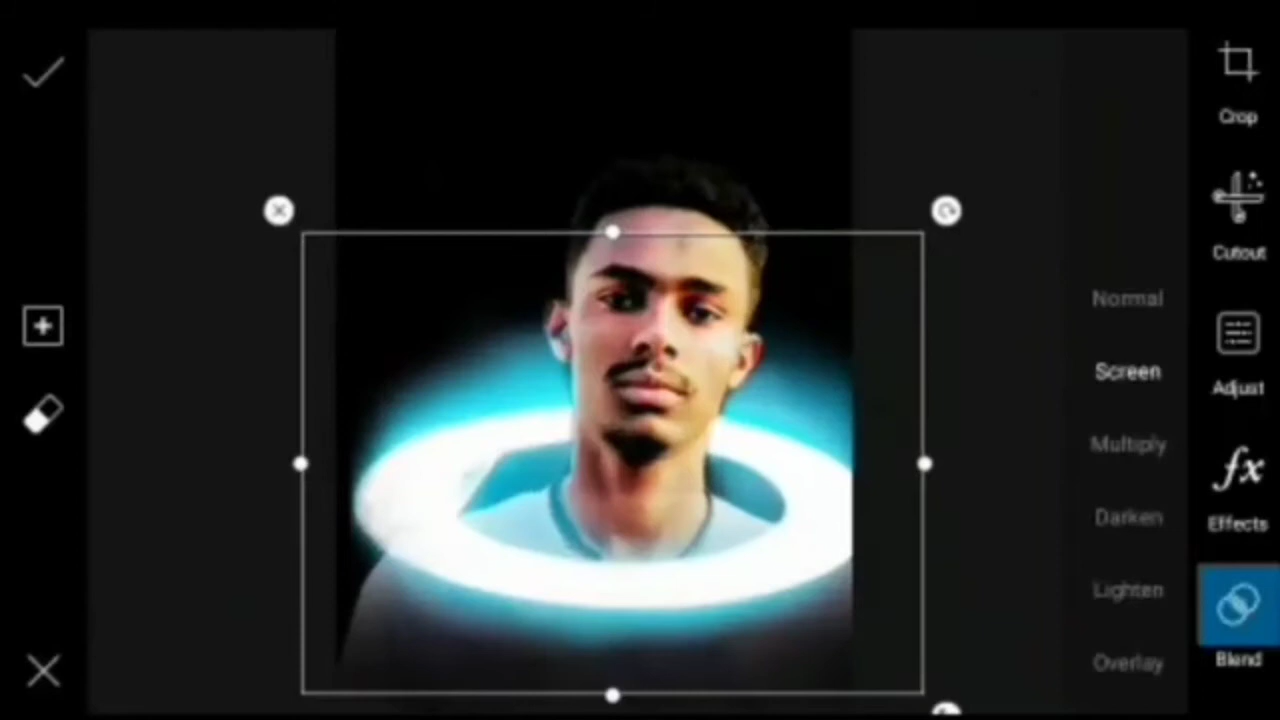 Crop
Cutout
Normal
Screen
Adjust
Multiply
fx
Darken
Effects
Lighten
Overlay
Blend